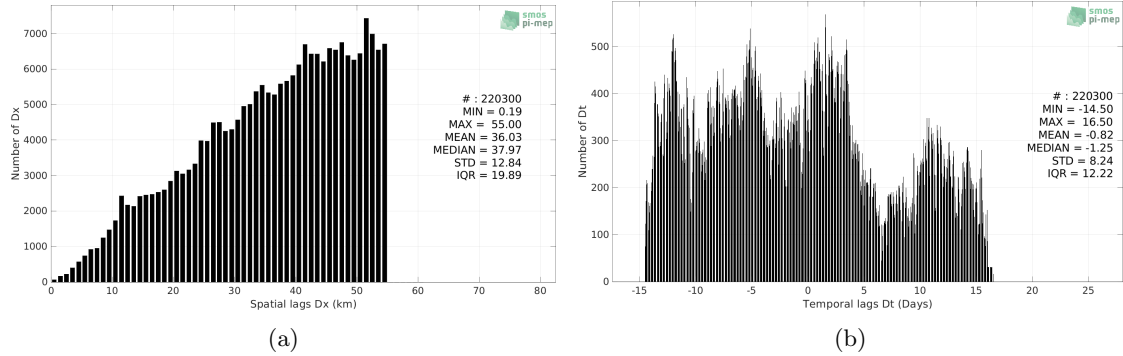 smos
pi-mep
7000
6000
5000
4000
3000
2000
1000
0
Number of Dx
# : 220300
MIN = 0.19
MAX = 55.00
MEAN = 36.03
MEDIAN = 37.97
STD = 12.84
IQR = 19.89
0 10 20 30 40 50 60 70 80
Spatial lags Dx (km)
(a)
smos
pi-mep
500
400
300
200
100
0
Number of Dt
# : 220300
MIN = -14.50
MAX = 16.50
MEAN = -0.82
MEDIAN = -1.25
STD = 8.24
IQR = 12.22
-15 -10 -5 0 5 10 15 20 25
Temporal lags Dt (Days)
(b)